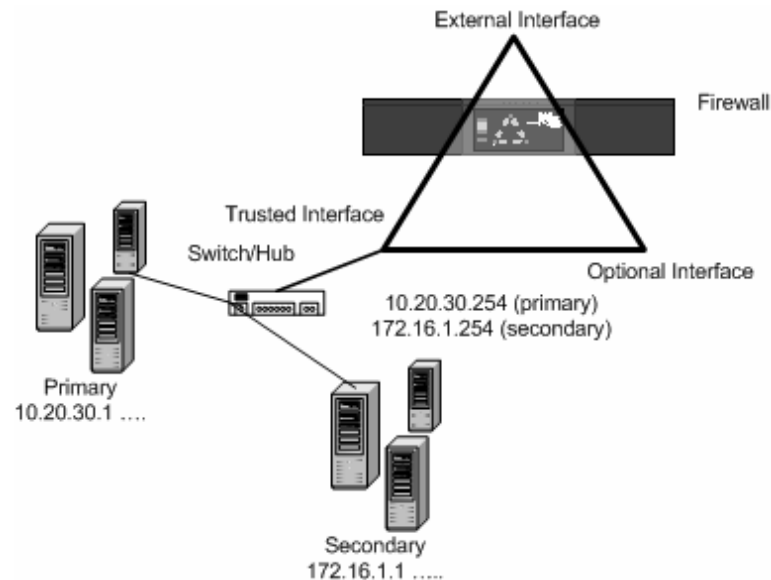 External Interface
Firewall
Trusted Interface
Switch/Hub
Optional Interface
10.20.30.254 (primary)
172.16.1.254 (secondary)
Primary
10.20.30.1 ....
Secondary
172.16.1.1 .....